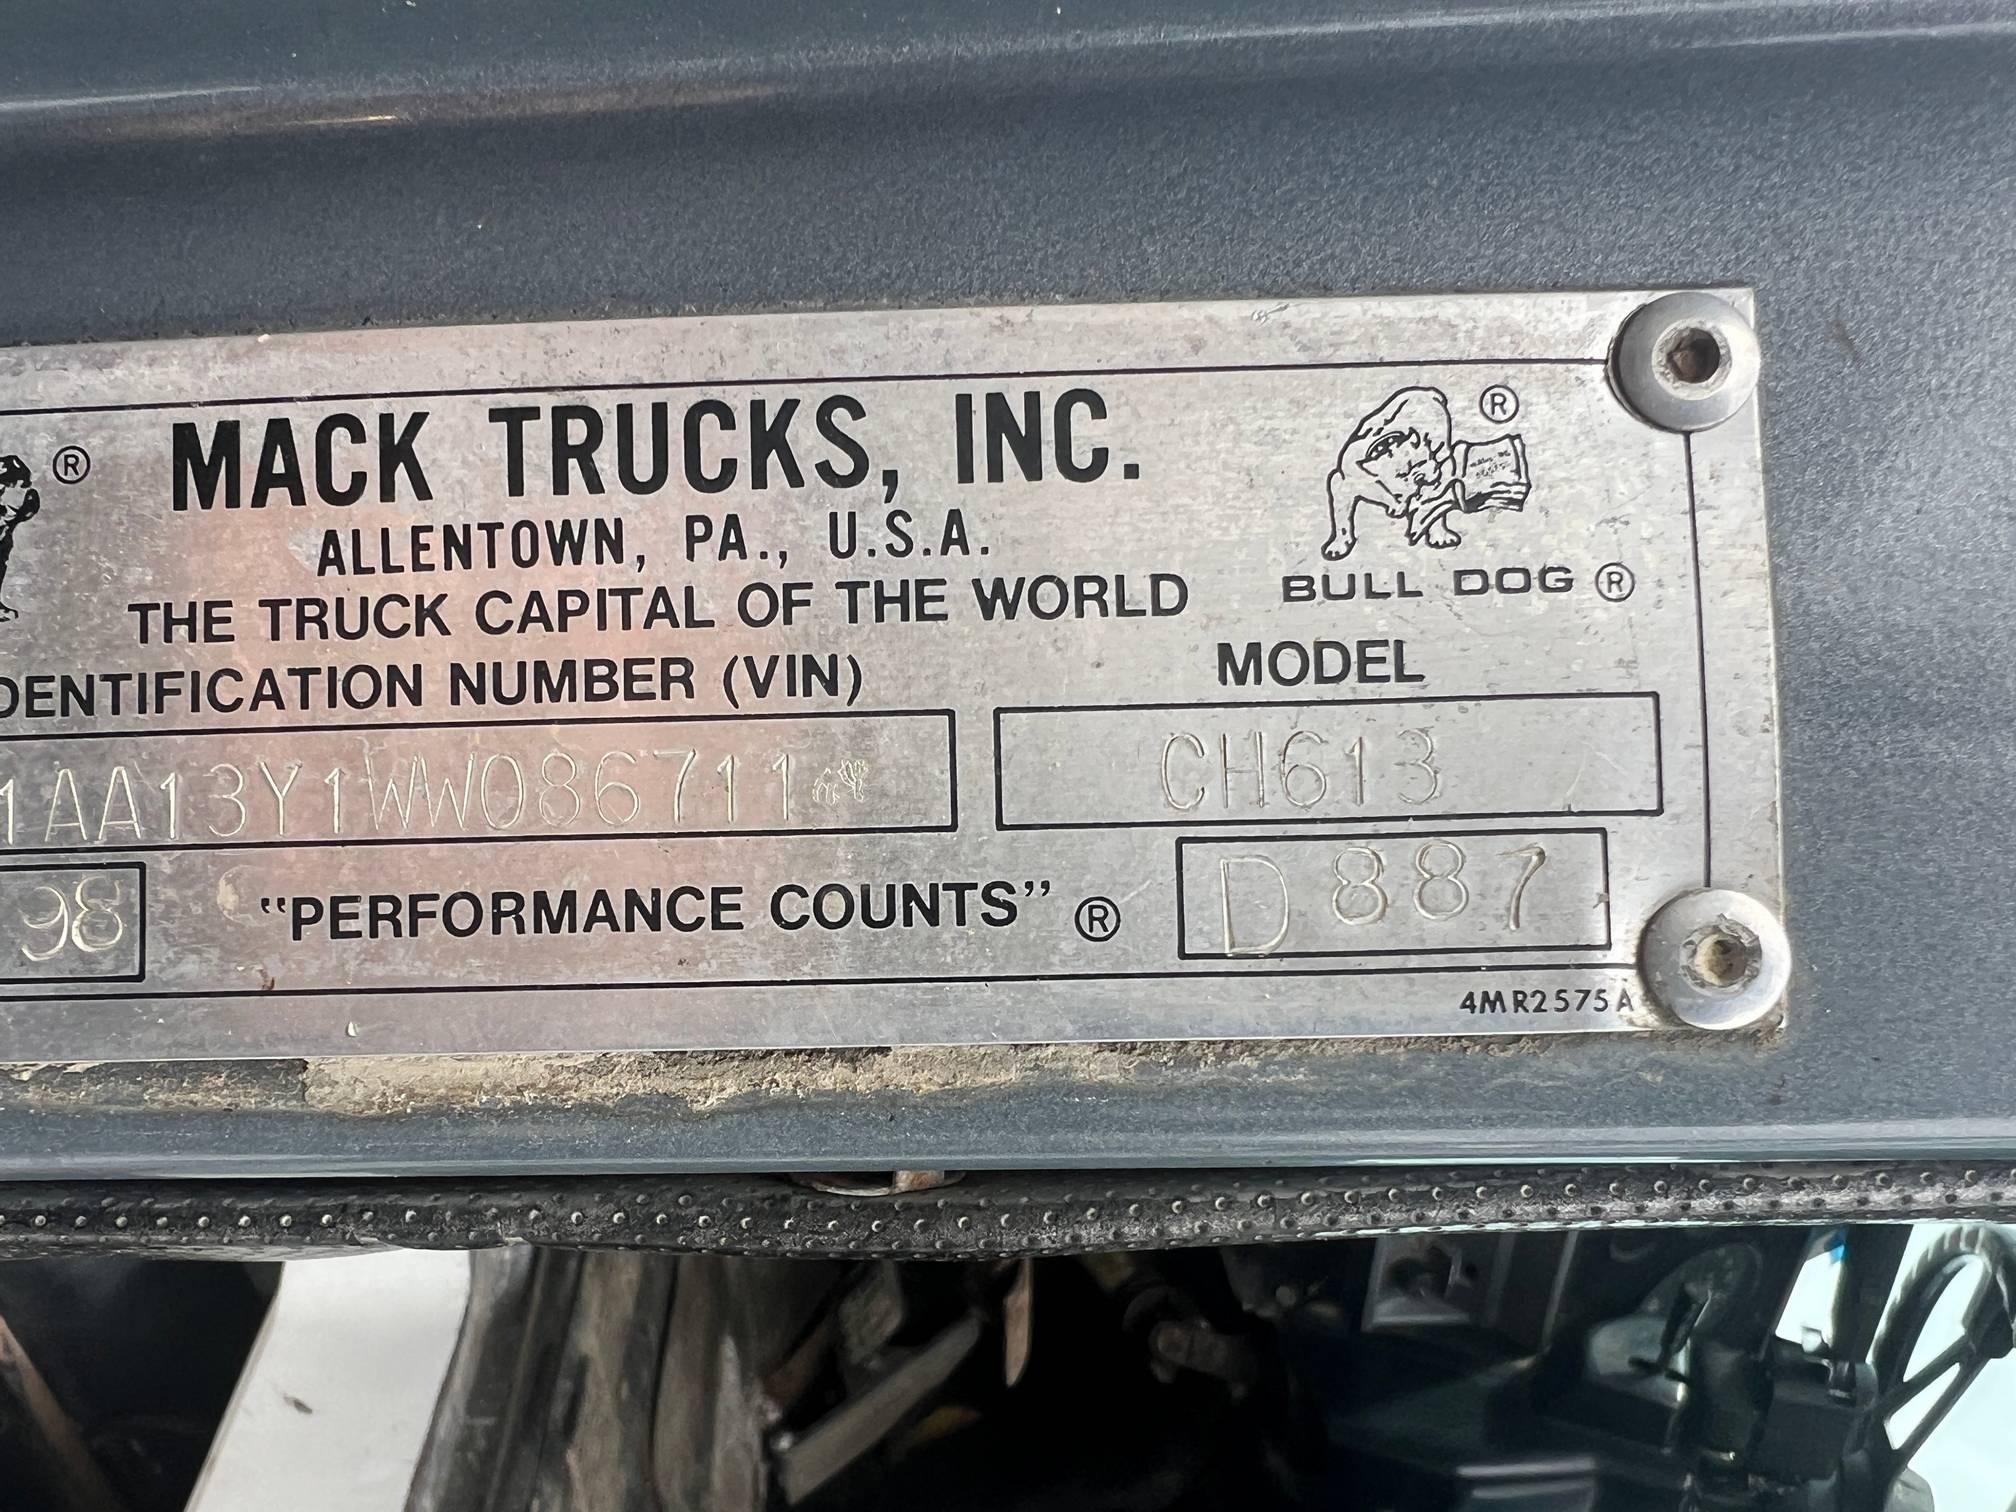 ® MACK TRUCKS, INC. ®
ALLENTOWN, PA., U.S.A.
BULL DOG ®
THE TRUCK CAPITAL OF THE WORLD
DENTIFICATION NUMBER (VIN) MODEL
1AA13Y1WW086711 CH613
98 "PERFORMANCE COUNTS" ® D 887
4MR2575A